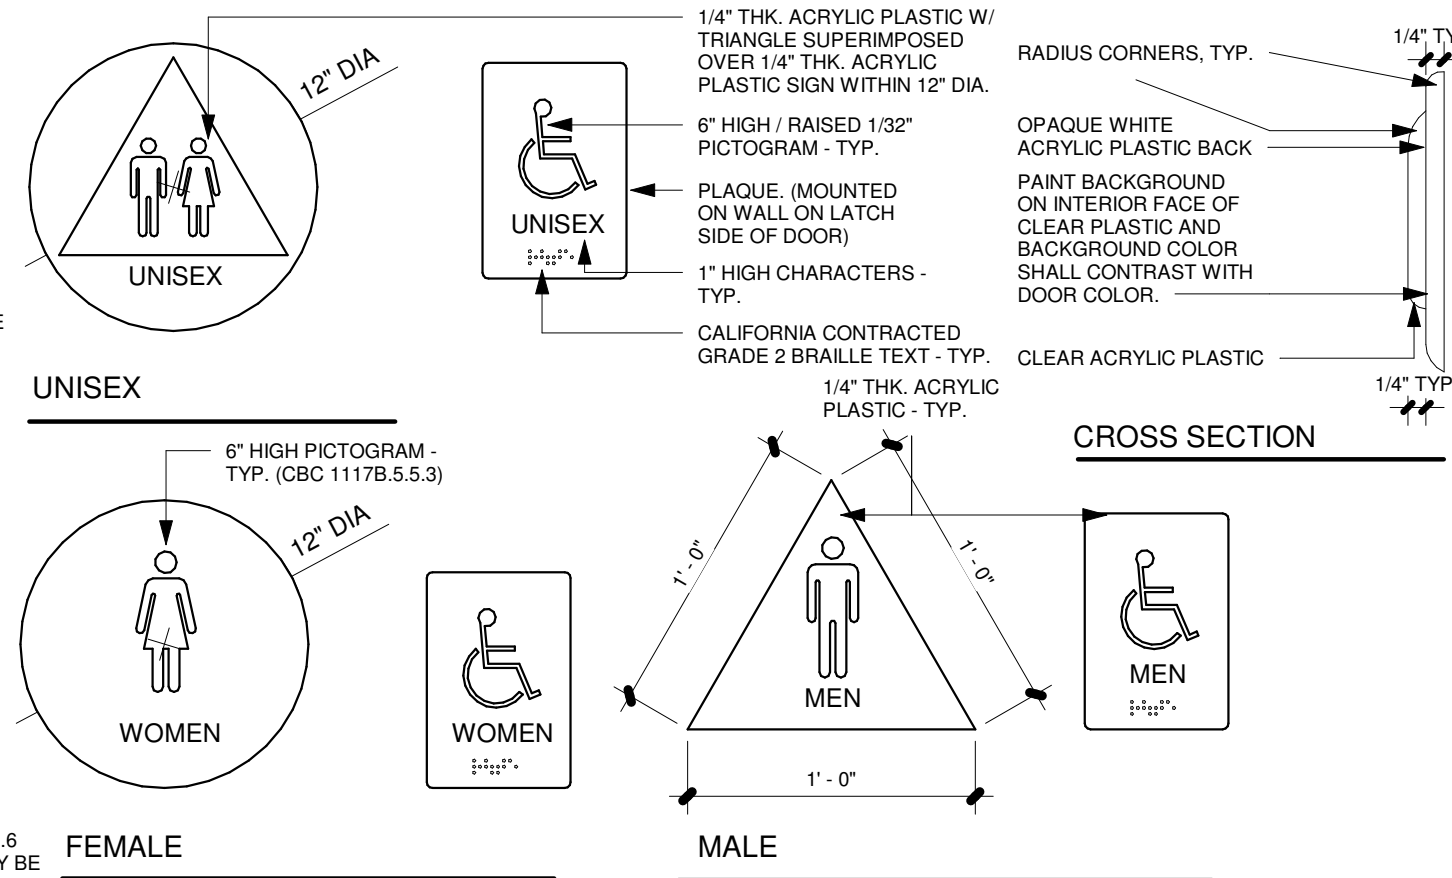 1/4" THK. ACRYLIC PLASTIC W/
TRIANGLE SUPERIMPOSED
OVER 1/4" THK. ACRYLIC
PLASTIC SIGN WITHIN 12" DIA.
12" DIA
UNISEX
UNISEX
6" HIGH / RAISED 1/32"
PICTOGRAM - TYP.
PLAQUE. (MOUNTED
ON WALL ON LATCH
SIDE OF DOOR)
1" HIGH CHARACTERS -
TYP.
CALIFORNIA CONTRACTED
GRADE 2 BRAILLE TEXT - TYP.
UNISEX
1/4" TY
RADIUS CORNERS, TYP.
OPAQUE WHITE
ACRYLIC PLASTIC BACK
PAINT BACKGROUND
ON INTERIOR FACE OF
CLEAR PLASTIC AND
BACKGROUND COLOR
SHALL CONTRAST WITH
DOOR COLOR.
CLEAR ACRYLIC PLASTIC
1/4" TYP
CROSS SECTION
E
6" HIGH PICTOGRAM -
TYP. (CBC 1117B.5.5.3)
12" DIA
WOMEN
WOMEN
FEMALE
1/4" THK. ACRYLIC
PLASTIC - TYP.
1' - 0"
1' - 0"
MEN
1' - 0"
MEN
MALE
.6
Y BE